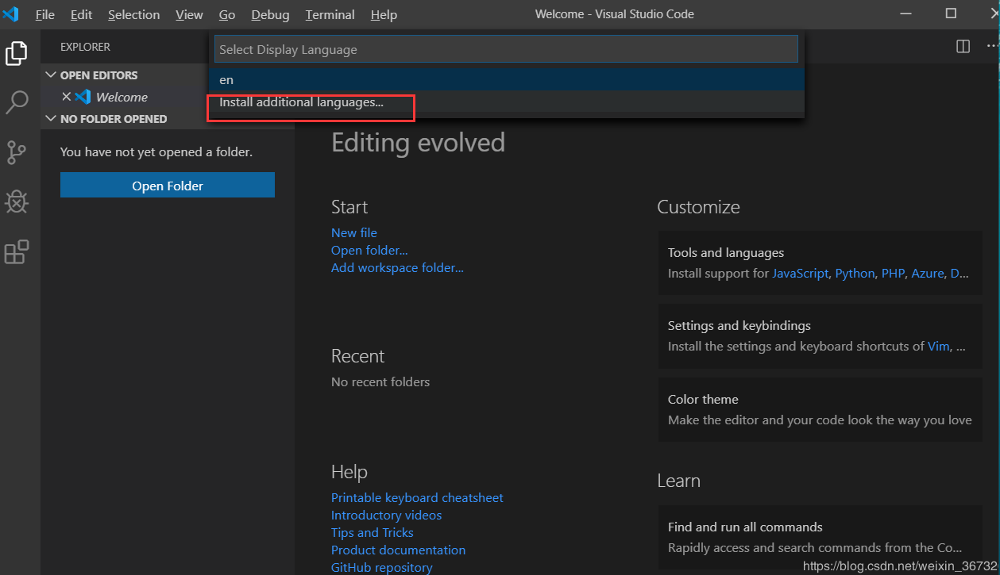 File Edit Selection View Go Debug Terminal Help Welcome - Visual Studio Code
EXPLORER
OPEN EDITORS
Welcome
NO FOLDER OPENED
You have not yet opened a folder.
Open Folder
Select Display Language
en
Install additional languages...
Editing evolved
Start
New file
Open folder...
Add workspace folder...
Recent
No recent folders
Help
Printable keyboard cheatsheet
Introductory videos
Tips and Tricks
Product documentation
GitHub repository
Customize
Tools and languages
Install support for JavaScript, Python, PHP, Azure, D...
Settings and keybindings
Install the settings and keyboard shortcuts of Vim, ...
Color theme
Make the editor and your code look the way you love
Learn
Find and run all commands
Rapidly access and search commands from the Co...
https://blog.csdn.net/weixin_36732